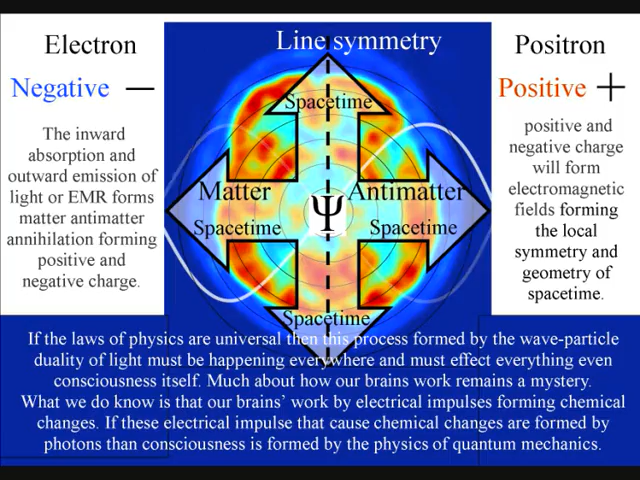 Electron
Negative −
The inward
absorption and
outward emission of
light or EMR forms
matter antimatter
annihilation forming
positive and
negative charge.
Line symmetry
Spacetime
Matter
Antimatter
Ψ
Spacetime
Spacetime
Spacetime
Positron
Positive +
positive and
negative charge
will form
electromagnetic
fields forming
the local
symmetry and
geometry of
spacetime.
If the laws of physics are universal then this process formed by the wave-particle
duality of light must be happening everywhere and must effect everything even
consciousness itself. Much about how our brains work remains a mystery.
What we do know is that our brains' work by electrical impulses forming chemical
changes. If these electrical impulse that cause chemical changes are formed by
photons than consciousness is formed by the physics of quantum mechanics.